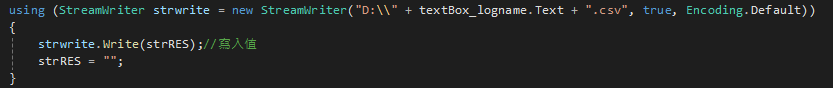 using (StreamWriter strwrite = new StreamWriter("D:\\" + textBox_logname.Text + ".csv", true, Encoding.Default))
{
strwrite.Write(strRES);//寫入值
strRES = "";
}